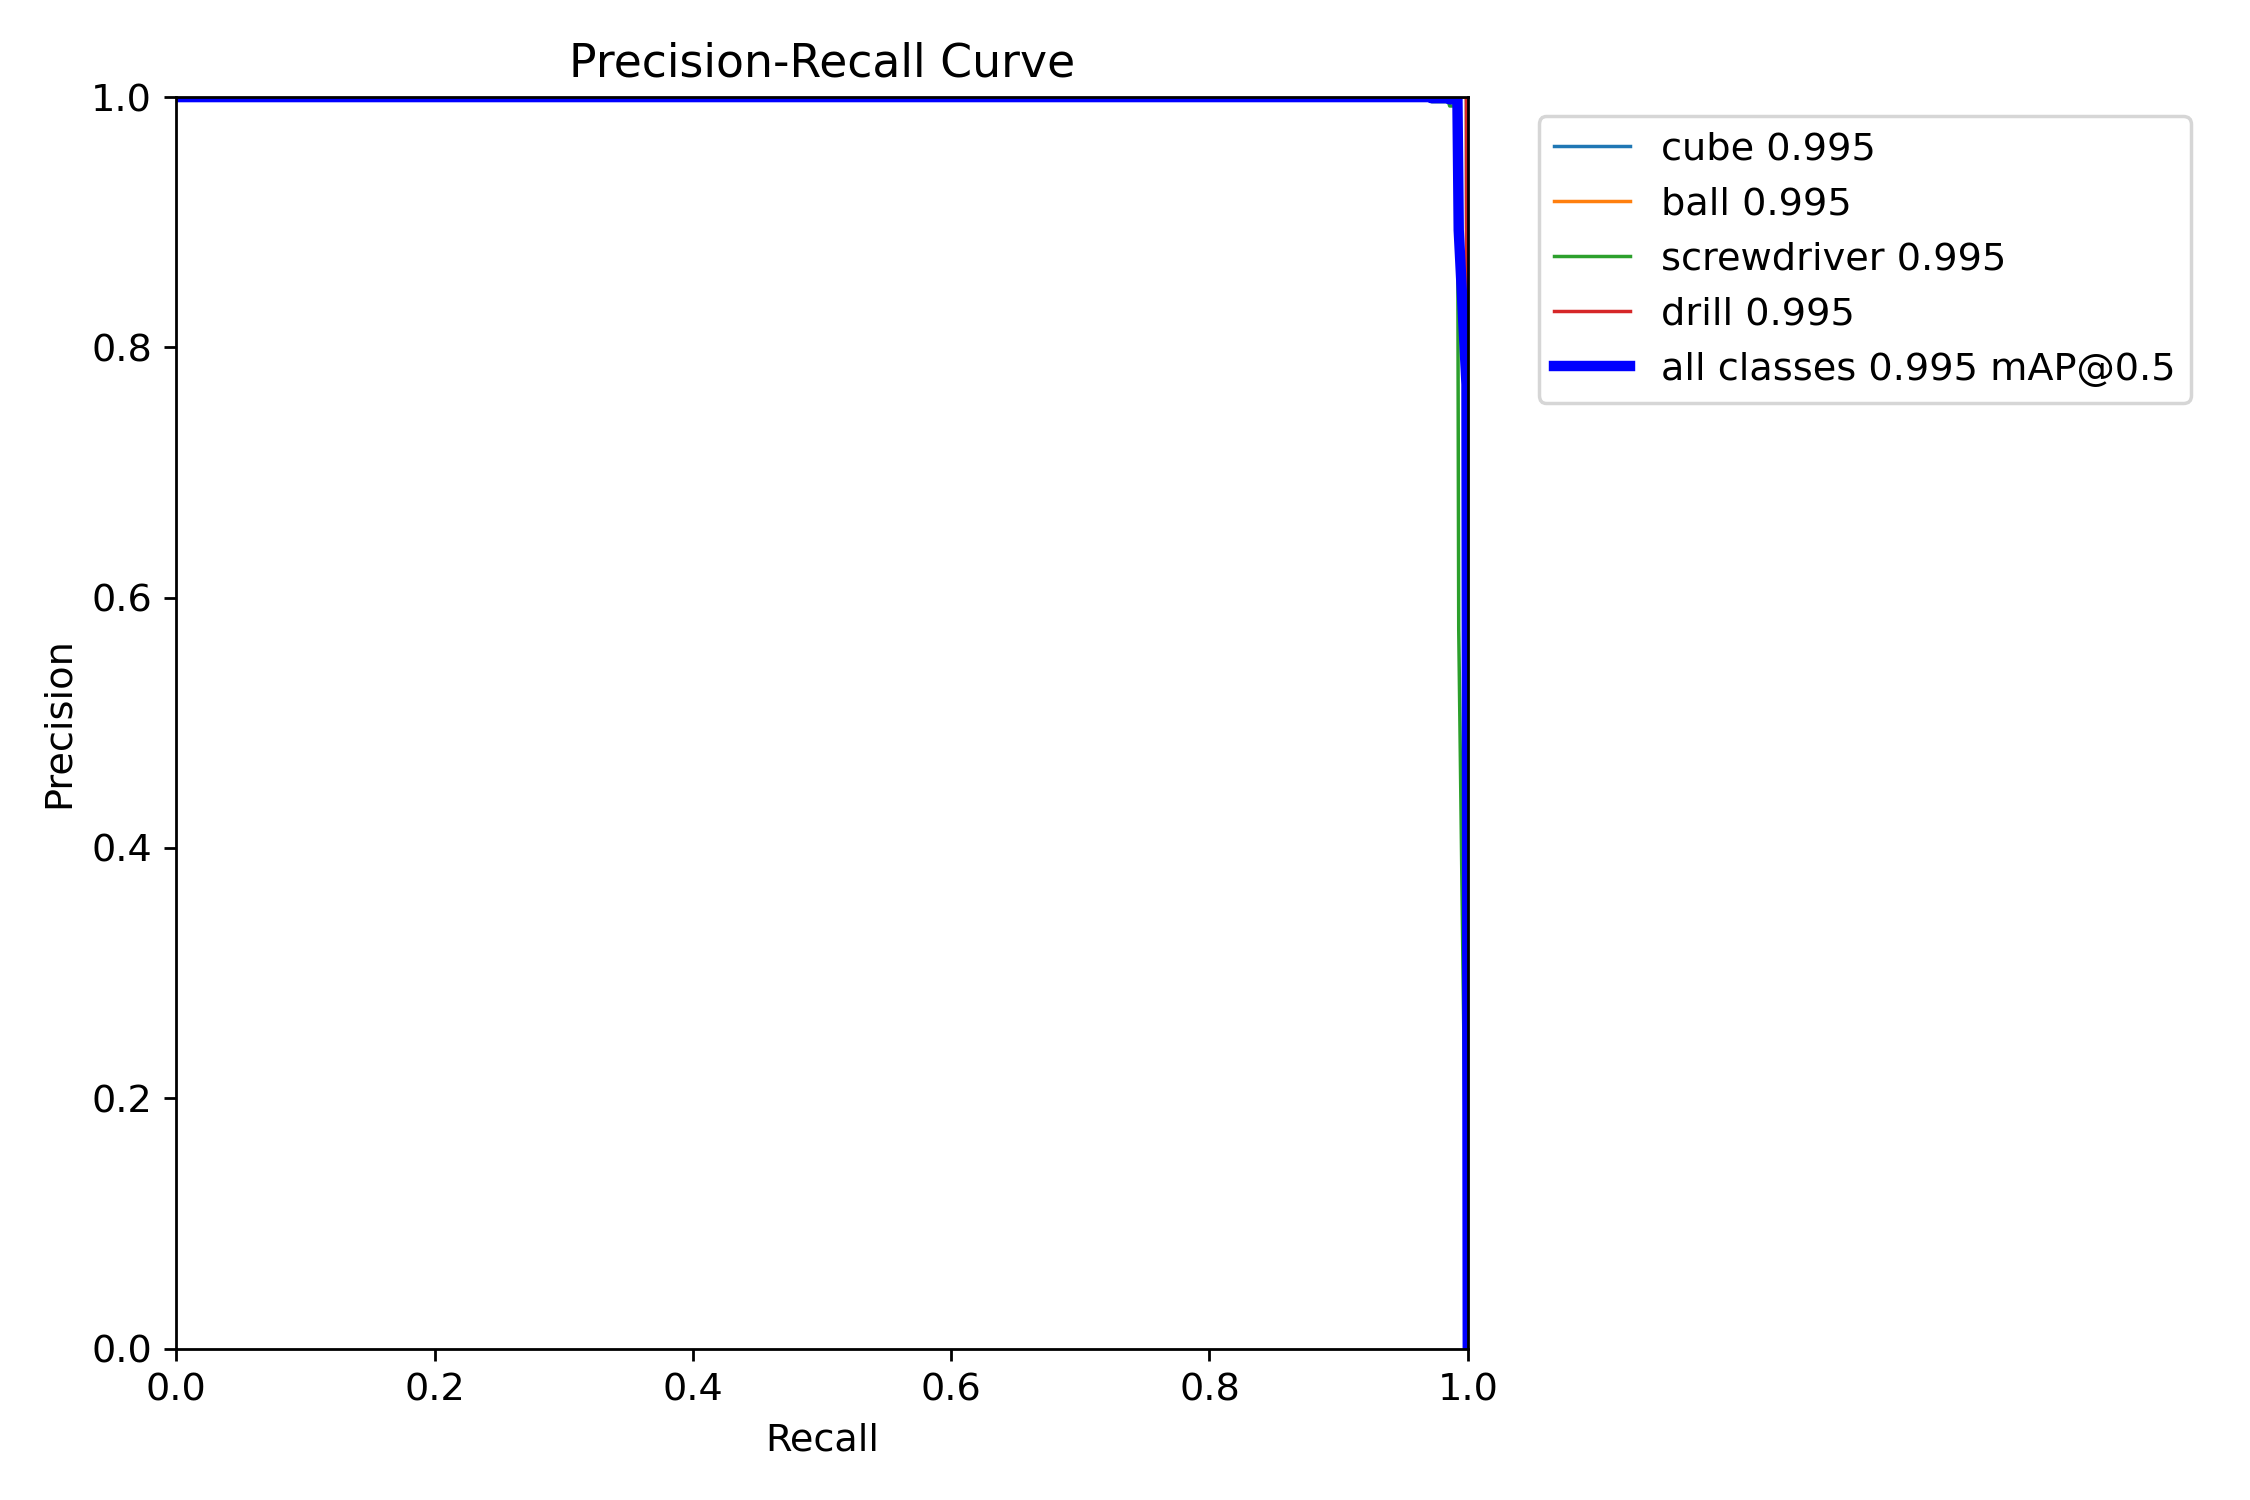 Precision-Recall Curve
1.0
0.8
0.6
0.4
0.2
0.0
Precision
0.0 0.2 0.4 0.6 0.8 1.0
Recall
cube 0.995
ball 0.995
screwdriver 0.995
drill 0.995
all classes 0.995 mAP@0.5